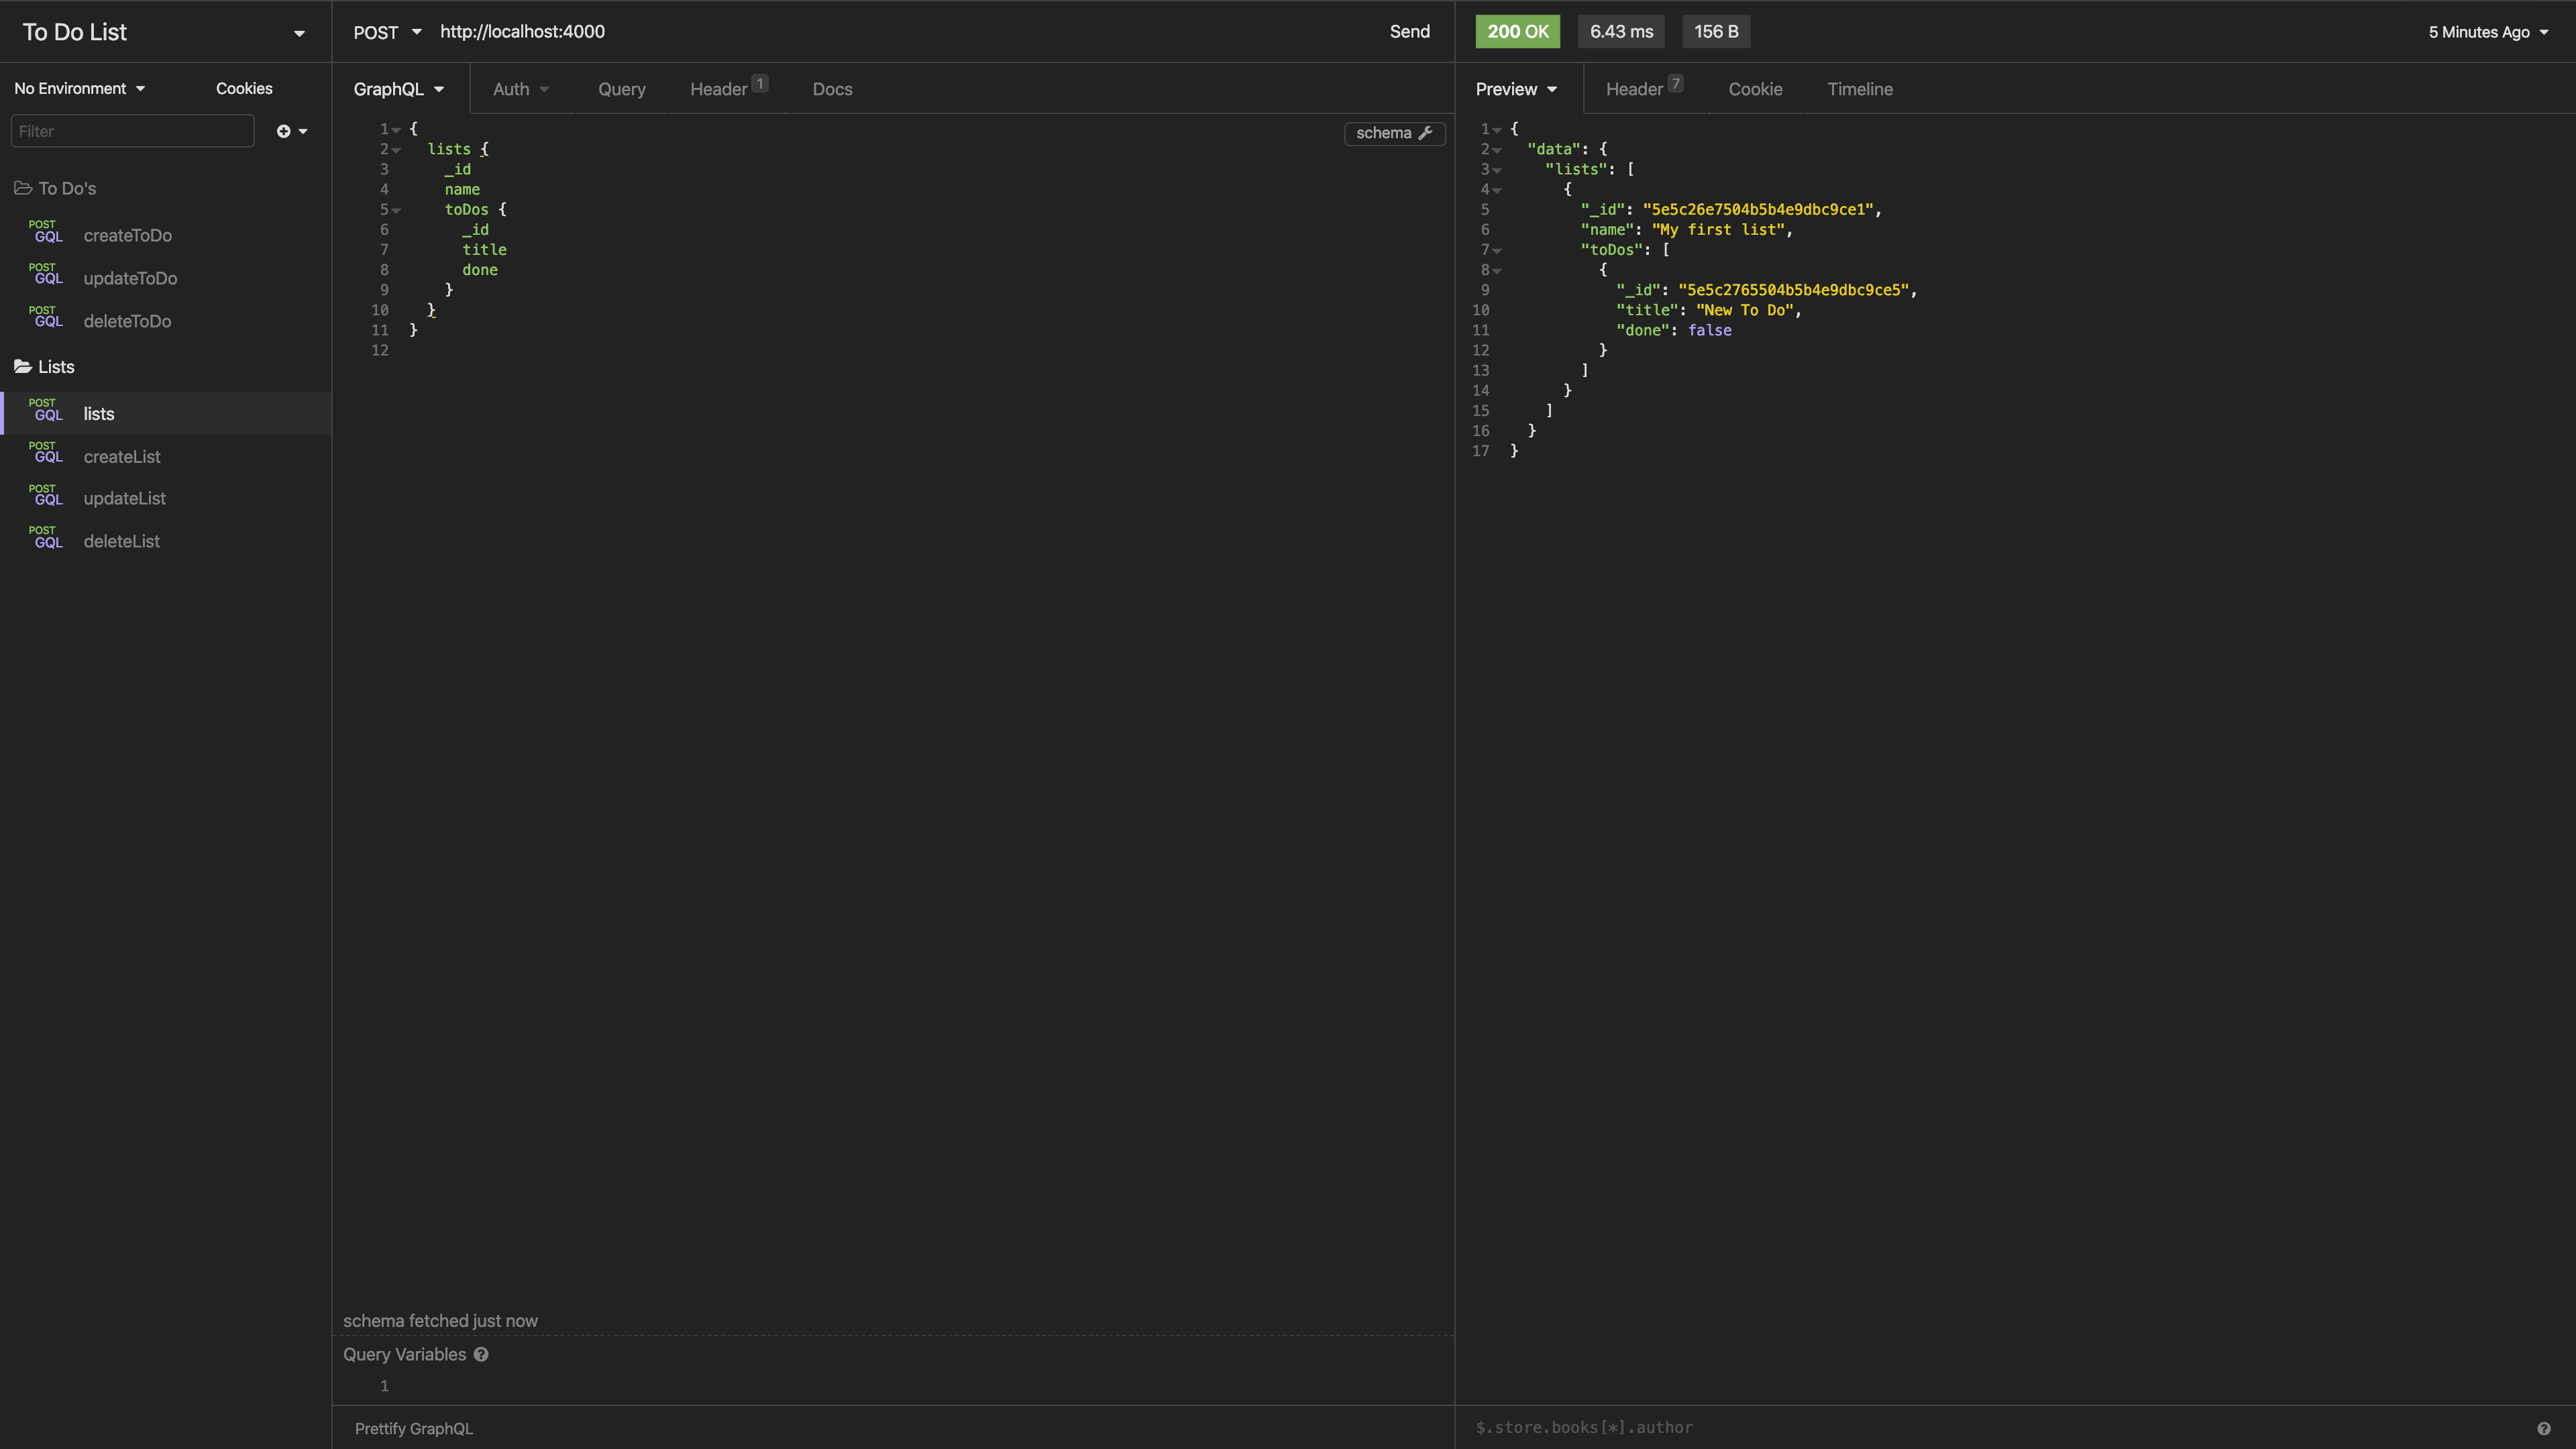 To Do List
No Environment
Cookies
Filter
To Do's
POST
GQL createToDo
POST
GQL updateToDo
POST
GQL deleteToDo
Lists
POST
GQL lists
POST
GQL createList
POST
GQL updateList
POST
GQL deleteList
POST http://localhost:4000 Send
GraphQL Auth Query Header 1 Docs
schema
1 {
2 lists {
3 _id
4 name
5 toDos {
6 _id
7 title
8 done
9 }
10 }
11 }
12
schema fetched just now
Query Variables ?
1
Prettify GraphQL
200 OK 6.43 ms 156 B 5 Minutes Ago
Preview Header 7 Cookie Timeline
1 {
2 "data": {
3 "lists": [
4 {
5 "_id": "5e5c26e7504b5b4e9dbc9ce1",
6 "name": "My first list",
7 "toDos": [
8 {
9 "_id": "5e5c2765504b5b4e9dbc9ce5",
10 "title": "New To Do",
11 "done": false
12 }
13 ]
14 }
15 ]
16 }
17 }
$.store.books[*].author ?